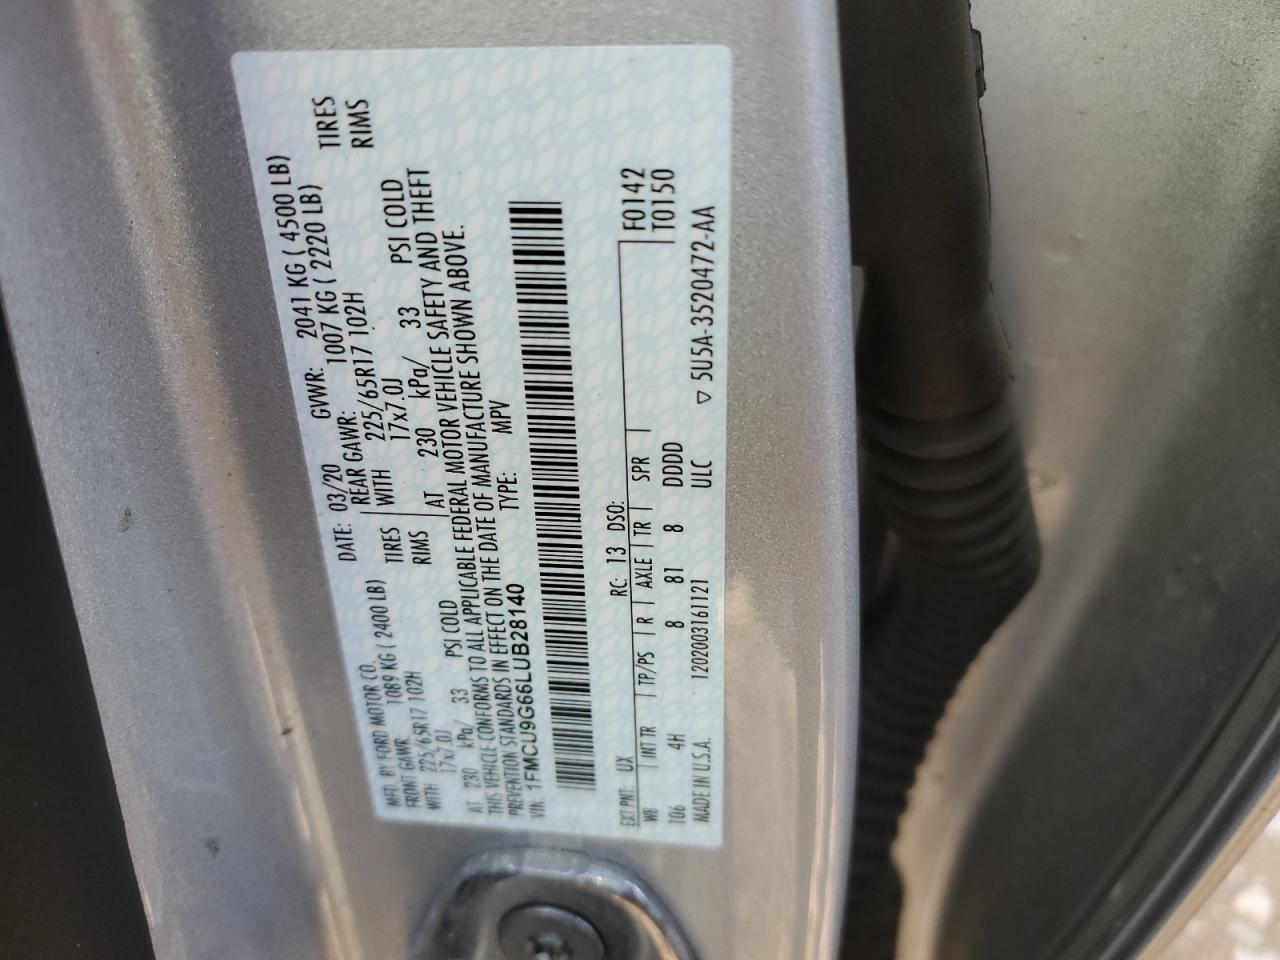 MFD. BY FORD MOTOR CO.
DATE: 03/20 GVWR: 2041 KG ( 4500 LB)
FRONT GAWR: 1089 KG ( 2400 LB) REAR GAWR: 1007 KG ( 2220 LB)
WITH 225/65R17 102H TIRES WITH 225/65R17 102H TIRES
17x7.0J RIMS 17x7.0J RIMS
AT 230 kPa/ 33 PSI COLD AT 230 kPa/ 33 PSI COLD
THIS VEHICLE CONFORMS TO ALL APPLICABLE FEDERAL MOTOR VEHICLE SAFETY AND THEFT
PREVENTION STANDARDS IN EFFECT ON THE DATE OF MANUFACTURE SHOWN ABOVE.
VIN: 1FMCU9G66LUB28140 TYPE: MPV
EXT PNT: UX RC: 13 DSO: F0142
WB INT TR TP/PS R AXLE TR SPR T0150
106 4H 8 81 8 DDDD
MADE IN U.S.A. 1202003161121 ULC ▽ 5U5A-3520472-AA